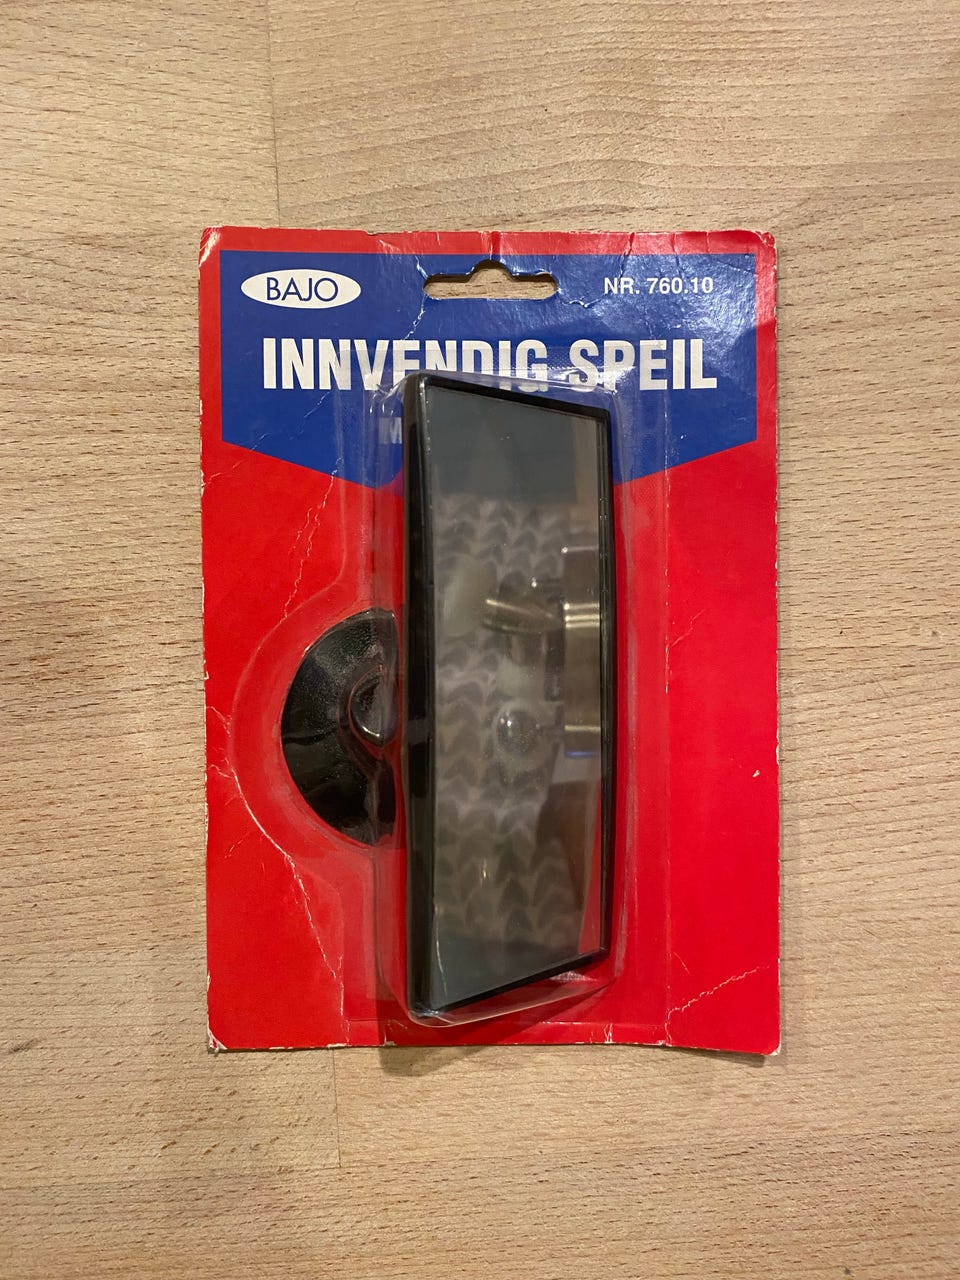 BAJO
NR. 760.10
INNVENDIG SPEIL